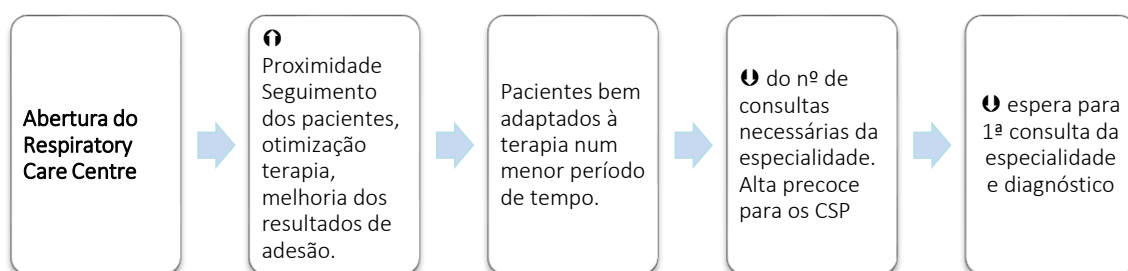 Abertura do
Respiratory
Care Centre
⮉
Proximidade
Seguimento
dos pacientes,
otimização
terapia,
melhoria dos
resultados de
adesão.
Pacientes bem
adaptados à
terapia num
menor período
de tempo.
⮋ do nº de
consultas
necessárias da
especialidade.
Alta precoce
para os CSP
⮋ espera para
1ª consulta da
especialidade
e diagnóstico